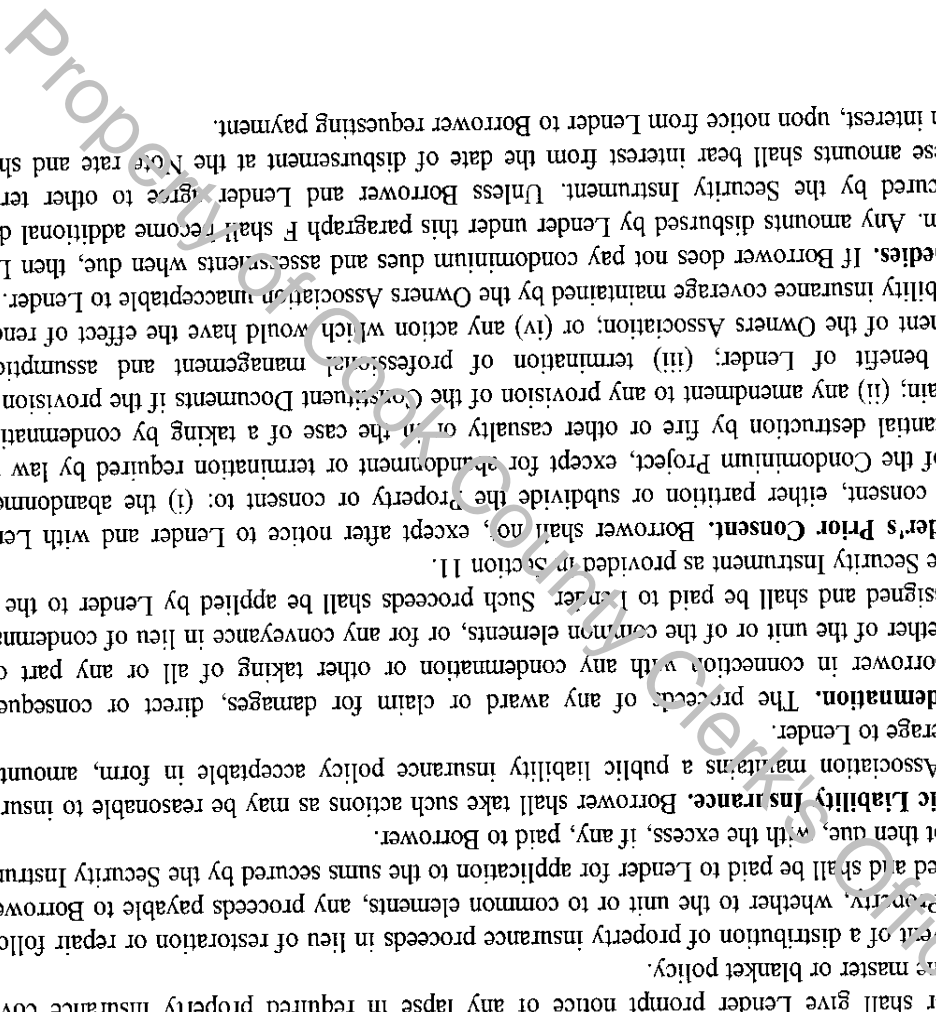 r shall give Lender prompt notice of any lapse in required property insurance cov
master or blanket policy.
of a distribution of property insurance proceeds in lieu of restoration or repair follo
Property, whether to the unit or to common elements, any proceeds payable to Borrowe
ed and shall be paid to Lender for application to the sums secured by the Security Instru
ot then due, with the excess, if any, paid to Borrower.
ic Liability Insurance. Borrower shall take such actions as may be reasonable to insur
Association maintains a public liability insurance policy acceptable in form, amount
erage to Lender.
demnation. The proceeds of any award or claim for damages, direct or conseque
orrower in connection with any condemnation or other taking of all or any part o
ether of the unit or of the common elements, or for any conveyance in lieu of condemna
ssigned and shall be paid to Lender. Such proceeds shall be applied by Lender to the
e Security Instrument as provided in Section 11.
der's Prior Consent. Borrower shall not, except after notice to Lender and with Le
consent, either partition or subdivide the Property or consent to: (i) the abandonme
of the Condominium Project, except for abandonment or termination required by law
antial destruction by fire or other casualty or in the case of a taking by condemnati
ain; (ii) any amendment to any provision of the Constituent Documents if the provision
benefit of Lender; (iii) termination of professional management and assumptio
ment of the Owners Association; or (iv) any action which would have the effect of rend
bility insurance coverage maintained by the Owners Association unacceptable to Lender.
edies. If Borrower does not pay condominium dues and assessments when due, then L
n. Any amounts disbursed by Lender under this paragraph F shall become additional d
cured by the Security Instrument. Unless Borrower and Lender agree to other ter
ese amounts shall bear interest from the date of disbursement at the Note rate and sh
n interest, upon notice from Lender to Borrower requesting payment.
Property of Cook County Clerk's Offic